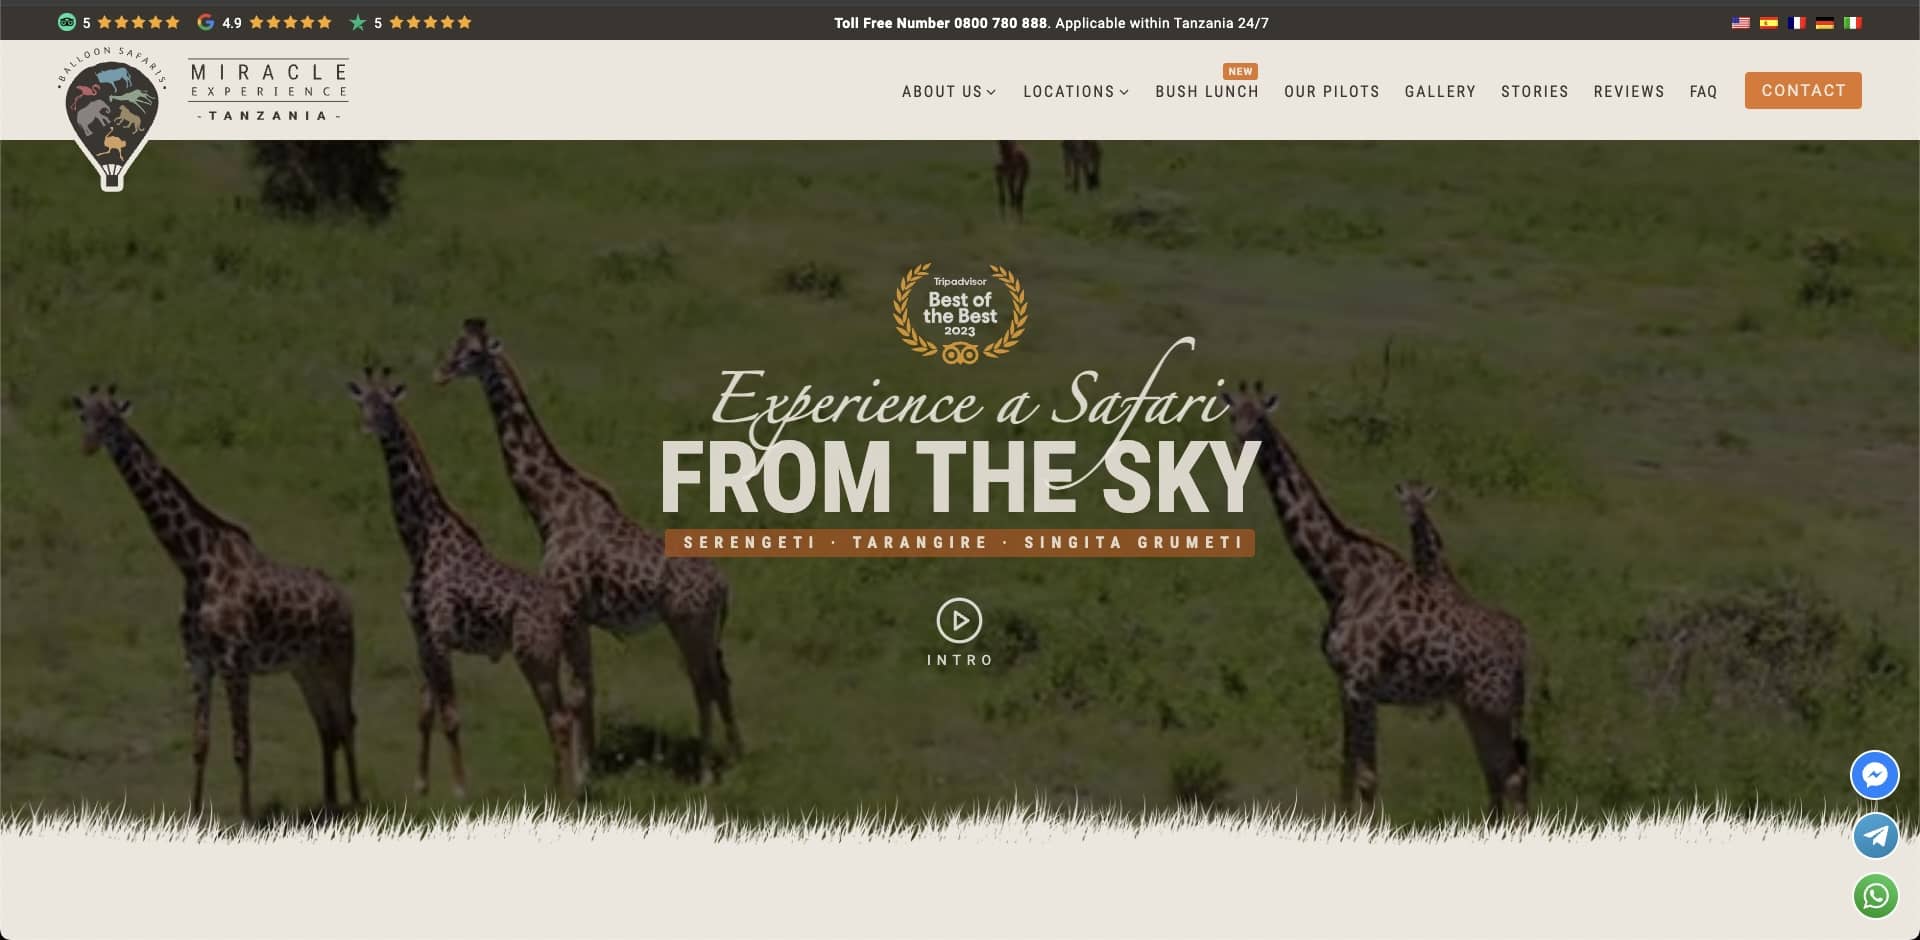 5 4.9 5
Toll Free Number 0800 780 888. Applicable within Tanzania 24/7
BALLOON SAFARIS
MIRACLE
EXPERIENCE
-TANZANIA-
NEW
ABOUT US LOCATIONS BUSH LUNCH OUR PILOTS GALLERY STORIES REVIEWS FAQ CONTACT
Tripadvisor
Best of
the Best
2023
Experience a Safari
FROM THE SKY
SERENGETI · TARANGIRE · SINGITA GRUMETI
INTRO